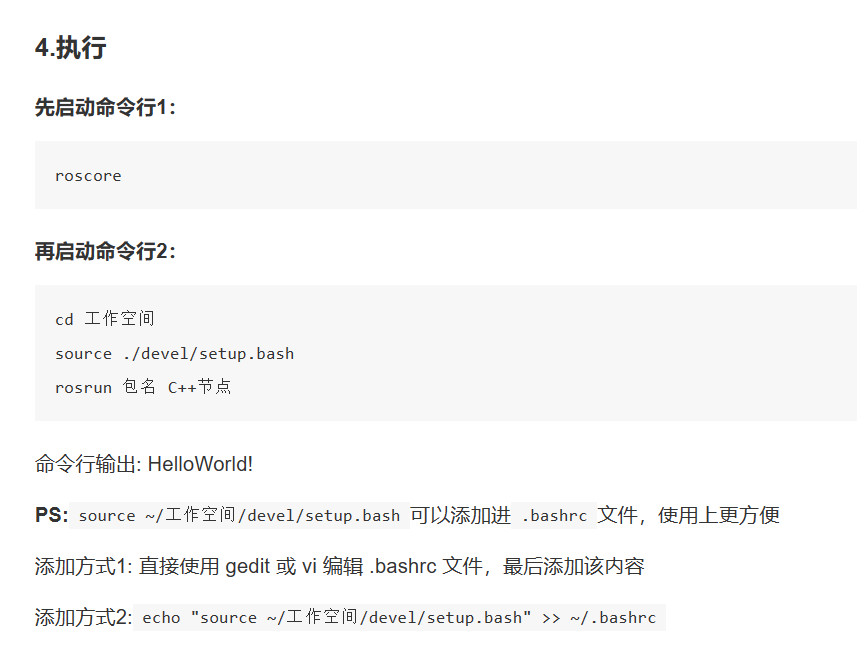 4.执行
先启动命令行1：
roscore
再启动命令行2：
cd 工作空间
source ./devel/setup.bash
rosrun 包名 C++节点
命令行输出: HelloWorld!
PS: source ~/工作空间/devel/setup.bash 可以添加进 .bashrc 文件，使用上更方便
添加方式1: 直接使用 gedit 或 vi 编辑 .bashrc 文件，最后添加该内容
添加方式2: echo "source ~/工作空间/devel/setup.bash" >> ~/.bashrc